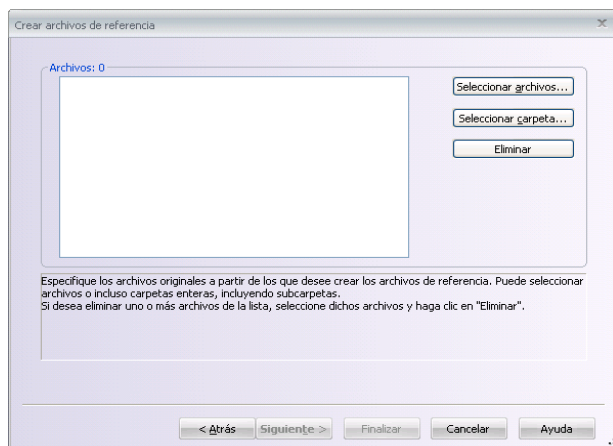 Crear archivos de referencia
Archivos: 0
Seleccionar archivos...
Seleccionar carpeta...
Eliminar
Especifique los archivos originales a partir de los que desee crear los archivos de referencia. Puede seleccionar
archivos o incluso carpetas enteras, incluyendo subcarpetas.
Si desea eliminar uno o más archivos de la lista, seleccione dichos archivos y haga clic en "Eliminar".
< Atrás Siguiente > Finalizar Cancelar Ayuda